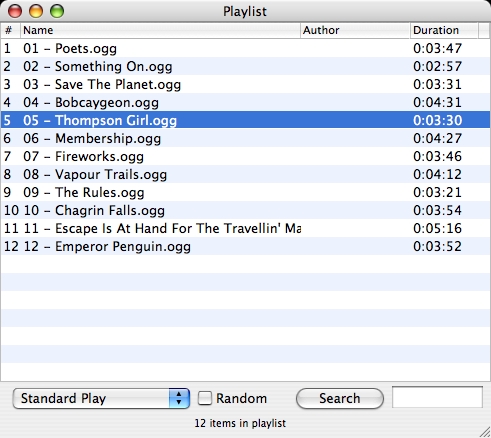 Playlist
# Name Author Duration
1 01 – Poets.ogg 0:03:47
2 02 – Something On.ogg 0:02:57
3 03 – Save The Planet.ogg 0:03:31
4 04 – Bobcaygeon.ogg 0:04:31
5 05 – Thompson Girl.ogg 0:03:30
6 06 – Membership.ogg 0:04:27
7 07 – Fireworks.ogg 0:03:46
8 08 – Vapour Trails.ogg 0:04:12
9 09 – The Rules.ogg 0:03:21
10 10 – Chagrin Falls.ogg 0:03:54
11 11 – Escape Is At Hand For The Travellin' Ma 0:05:16
12 12 – Emperor Penguin.ogg 0:03:52
Standard Play Random Search
12 items in playlist